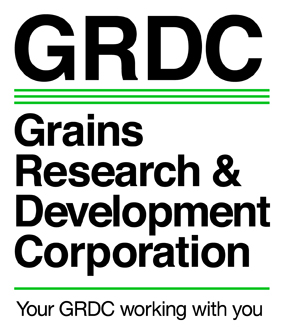 GRDC
Grains
Research &
Development
Corporation
Your GRDC working with you